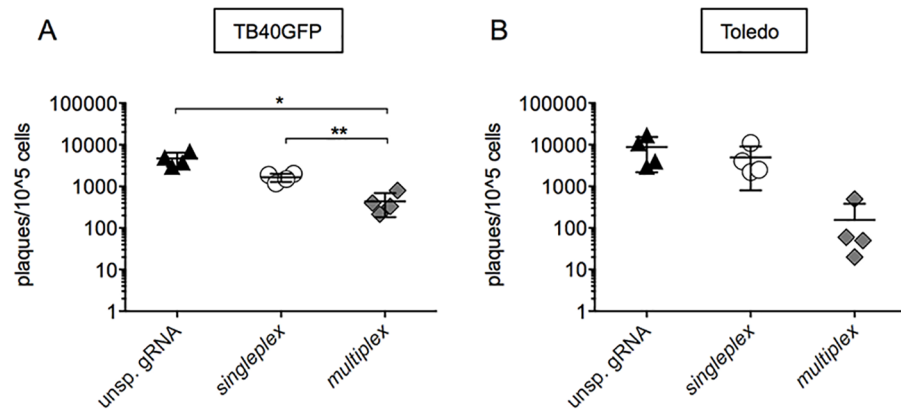 A
TB40GFP
plaques/10^5 cells
100000
10000
1000
100
10
1
*
**
unsp. gRNA
singleplex
multiplex
B
Toledo
plaques/10^5 cells
100000
10000
1000
100
10
1
unsp. gRNA
singleplex
multiplex